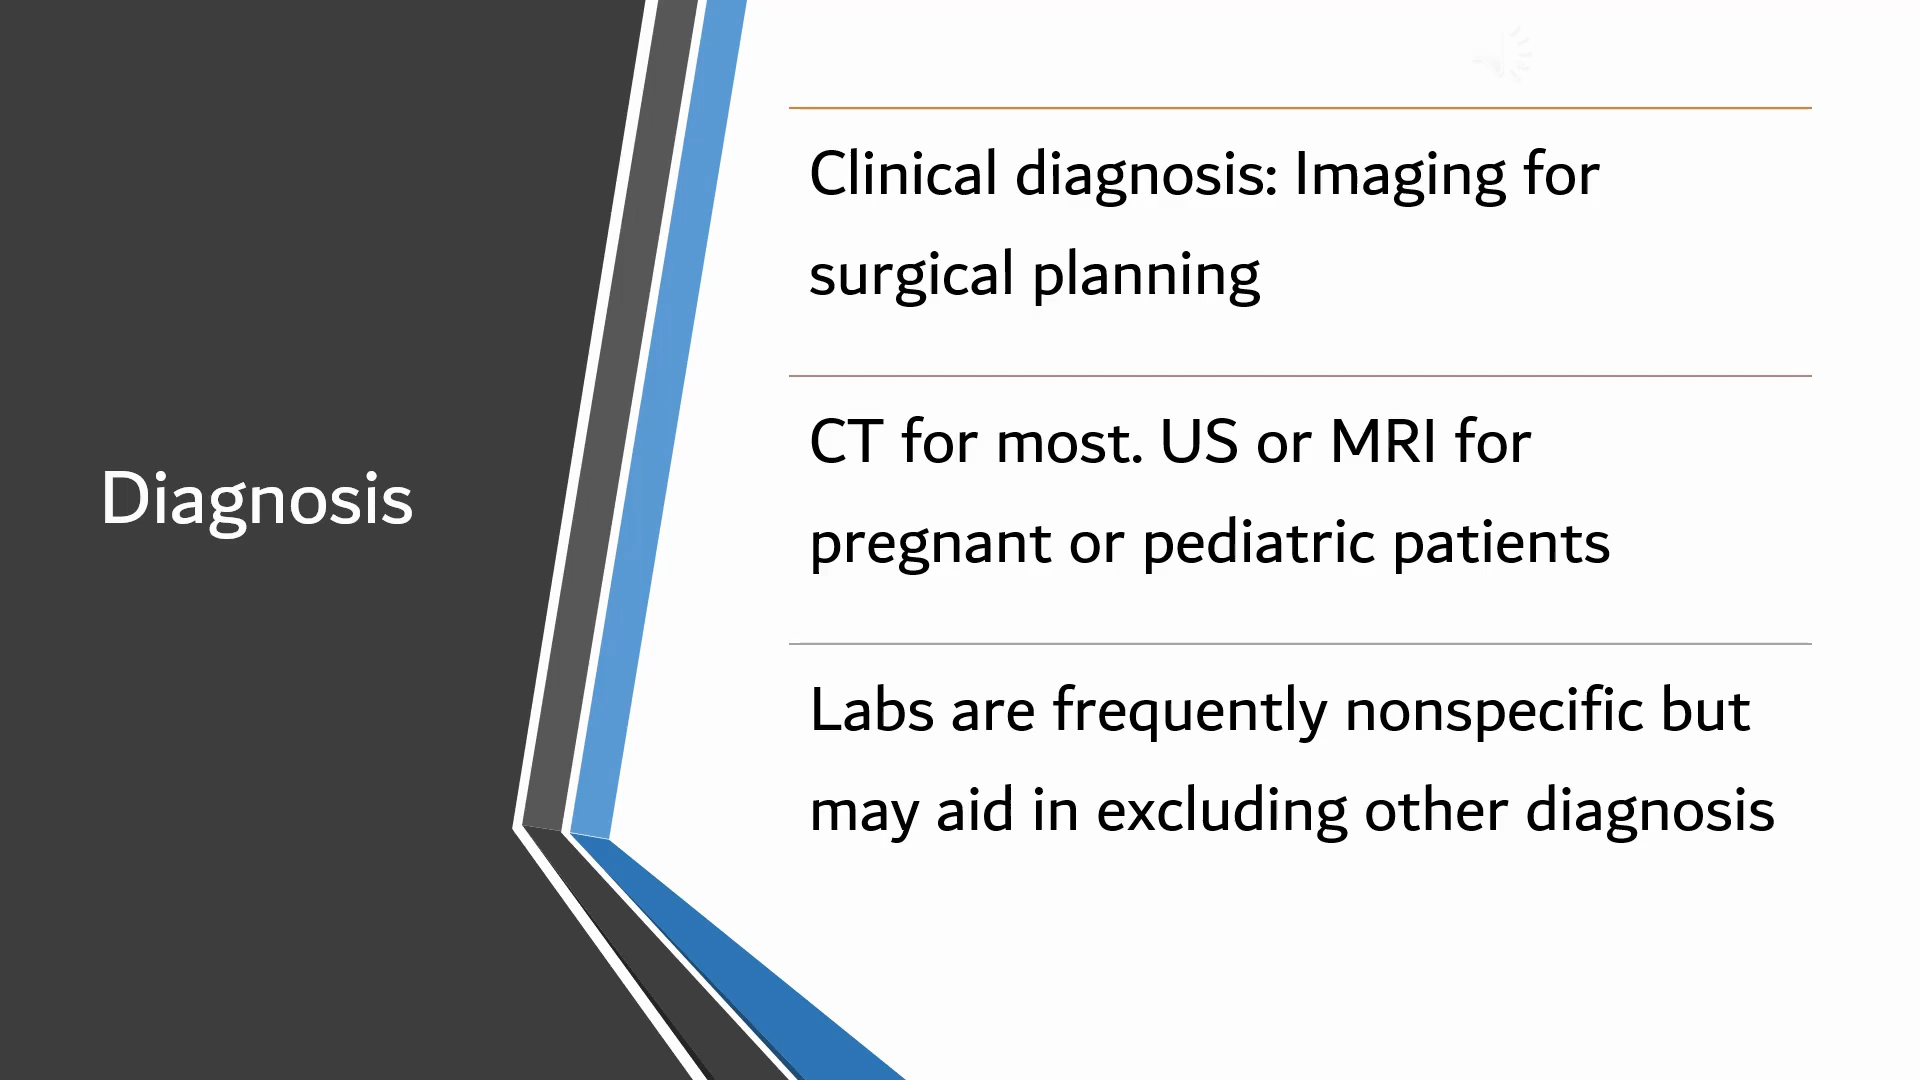 Diagnosis
Clinical diagnosis: Imaging for
surgical planning
CT for most. US or MRI for
pregnant or pediatric patients
Labs are frequently nonspecific but
may aid in excluding other diagnosis